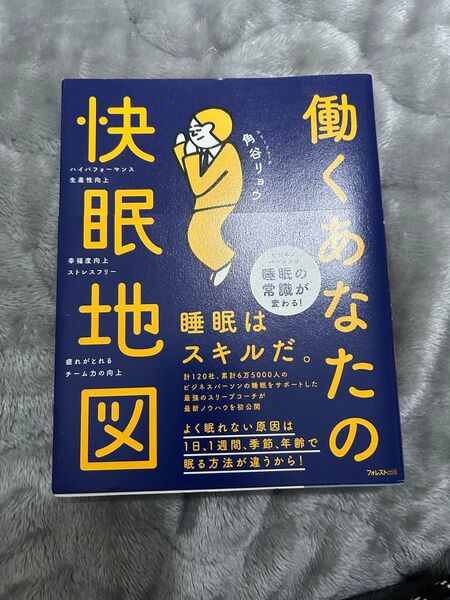 働くあなたの
快眠地図
スリープコーチ
角谷リョウ
ハイパフォーマンス
生産性向上
幸福度向上
ストレスフリー
疲れがとれる
チーム力の向上
睡眠の
常識が
変わる!
睡眠は
スキルだ。
計120社、累計6万5000人の
ビジネスパーソンの睡眠をサポートした
最強のスリープコーチが
最新ノウハウを初公開
よく眠れない原因は
1日、1週間、季節、年齢で
眠る方法が違うから!
フォレスト出版